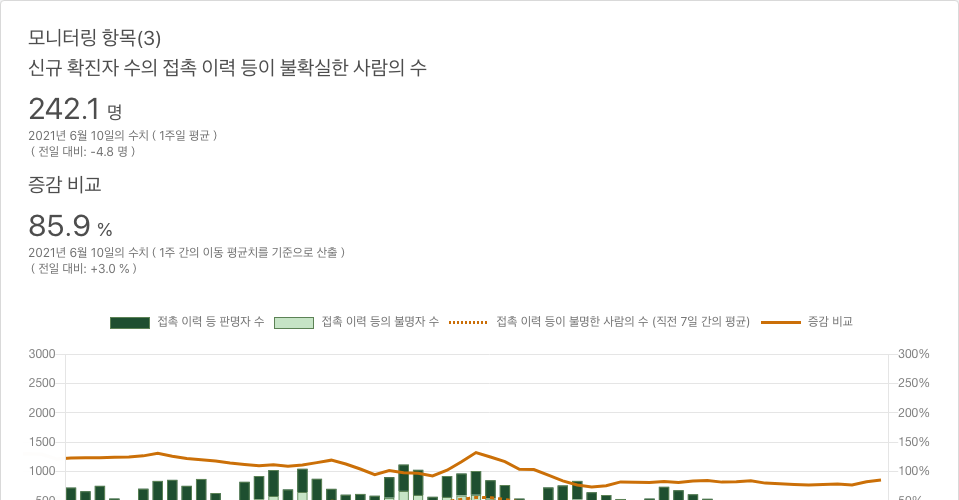 모니터링 항목(3)
신규 확진자 수의 접촉 이력 등이 불확실한 사람의 수
242.1 명
2021년 6월 10일의 수치 ( 1주일 평균 )
( 전일 대비: -4.8 명 )
증감 비교
85.9 %
2021년 6월 10일의 수치 ( 1주 간의 이동 평균치를 기준으로 산출 )
( 전일 대비: +3.0 % )
접촉 이력 등 판명자 수 접촉 이력 등의 불명자 수 접촉 이력 등이 불명한 사람의 수 (직전 7일 간의 평균) 증감 비교
3000 300%
2500 250%
2000 200%
1500 150%
1000 100%
500 50%